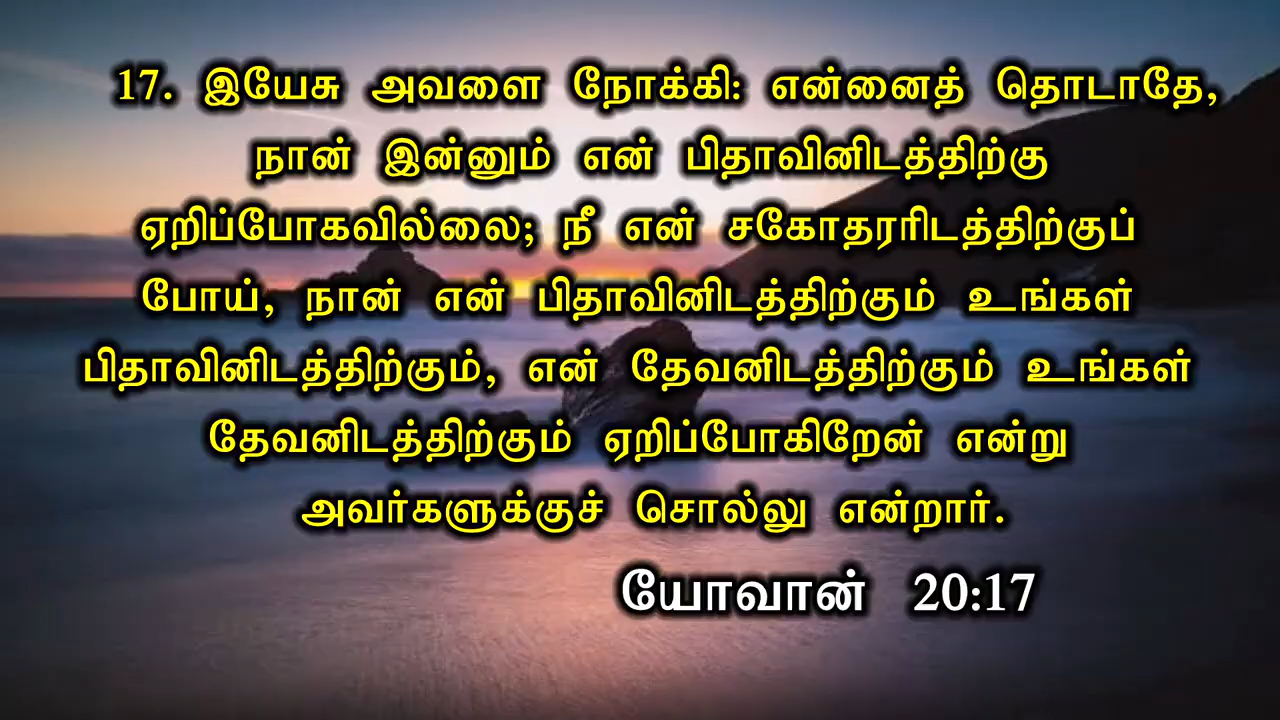 17. இயேசு அவளை நோக்கி: என்னைத் தொடாதே,
நான் இன்னும் என் பிதாவினிடத்திற்கு
ஏறிப்போகவில்லை; நீ என் சகோதரரிடத்திற்குப்
போய், நான் என் பிதாவினிடத்திற்கும் உங்கள்
பிதாவினிடத்திற்கும், என் தேவனிடத்திற்கும் உங்கள்
தேவனிடத்திற்கும் ஏறிப்போகிறேன் என்று
அவர்களுக்குச் சொல்லு என்றார்.
யோவான் 20:17